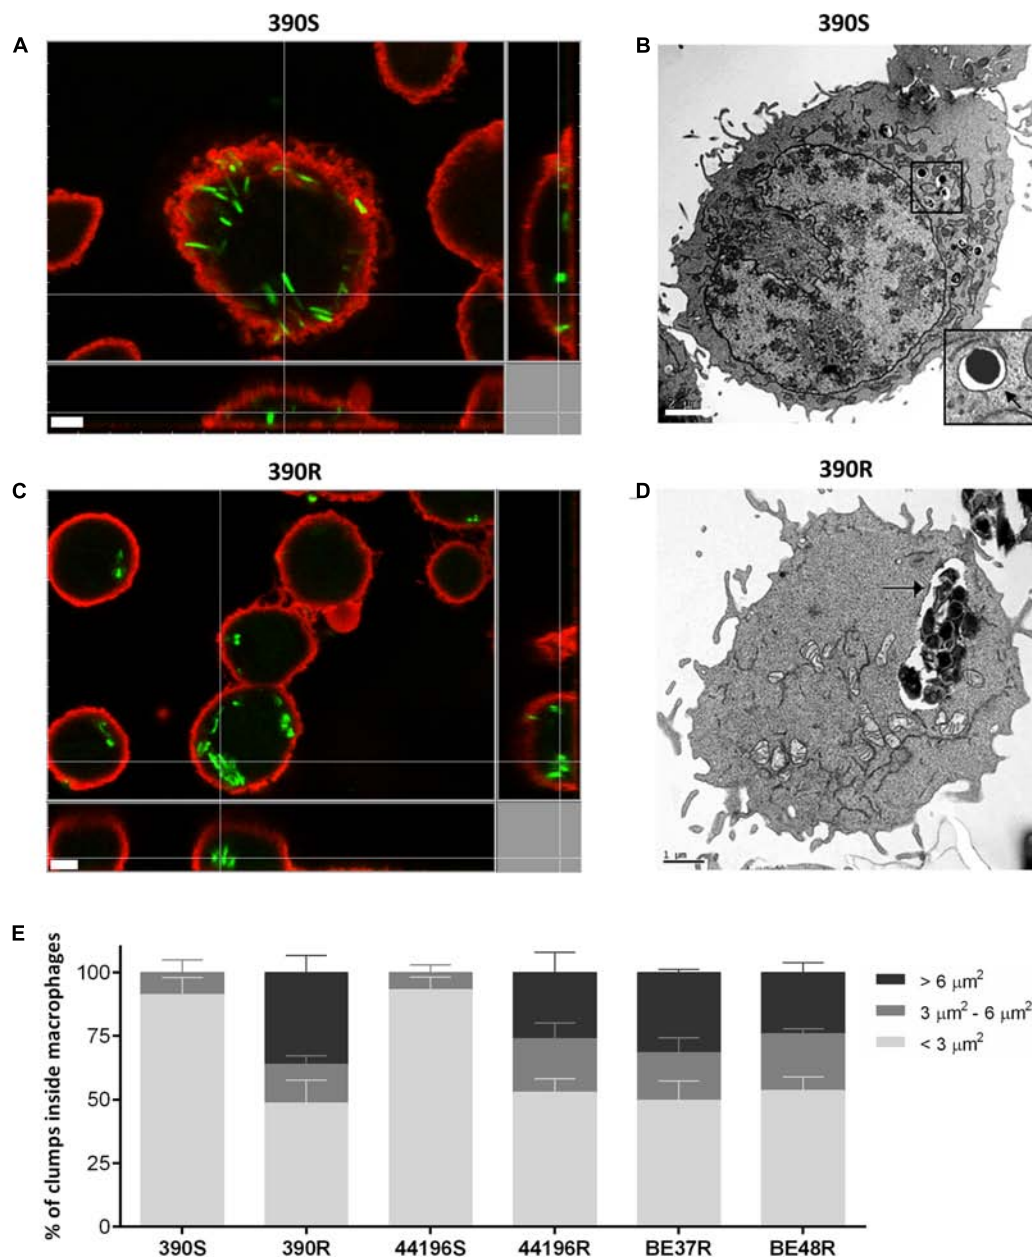 390S
390S
A
B
390R
390R
C
D
1 µm
E
% of clumps inside macrophages
100
75
50
25
0
390S
390R
44196S
44196R
BE37R
BE48R
> 6 µm²
3 µm² - 6 µm²
< 3 µm²